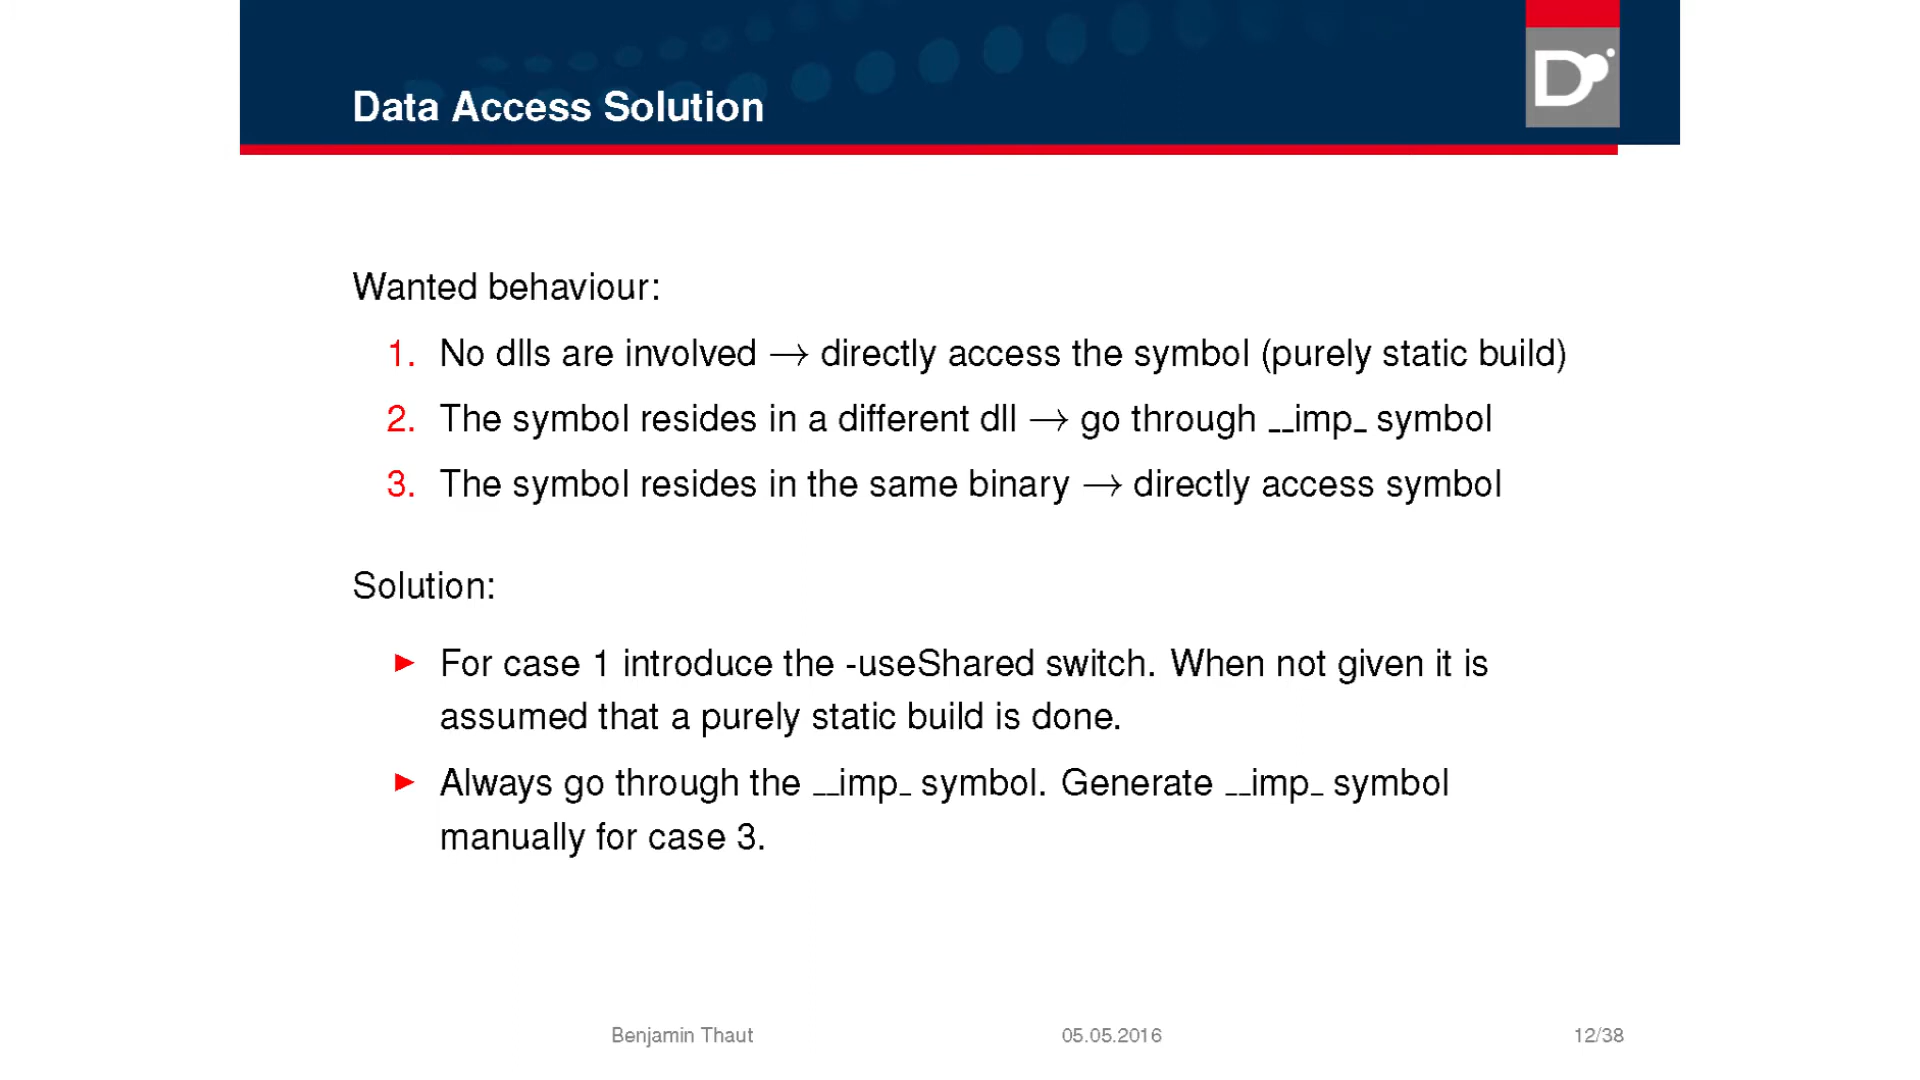 Data Access Solution
Wanted behaviour:
1. No dlls are involved → directly access the symbol (purely static build)
2. The symbol resides in a different dll → go through __imp_ symbol
3. The symbol resides in the same binary → directly access symbol
Solution:
▶ For case 1 introduce the -useShared switch. When not given it is
assumed that a purely static build is done.
▶ Always go through the __imp_ symbol. Generate __imp_ symbol
manually for case 3.
Benjamin Thaut 05.05.2016 12/38